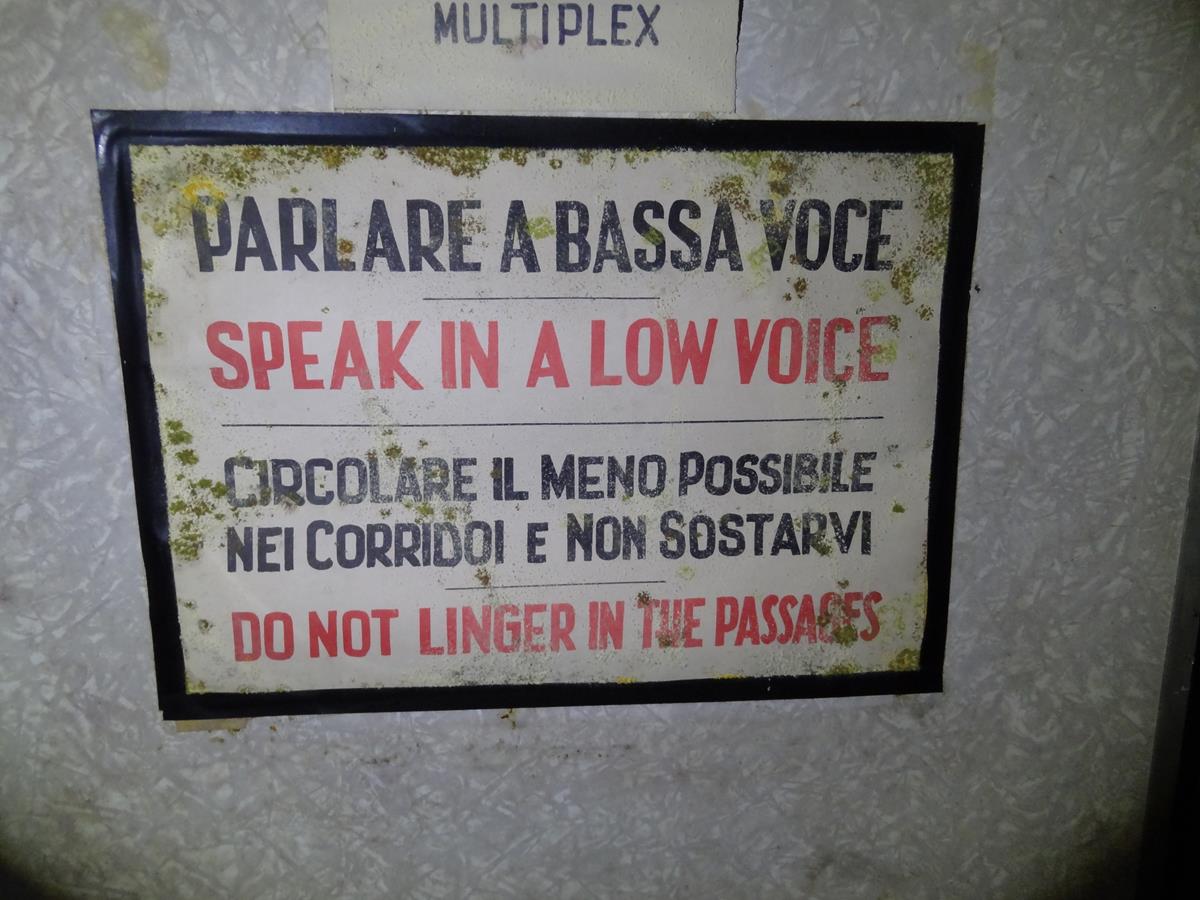 MULTIPLEX
PARLARE A BASSA VOCE
SPEAK IN A LOW VOICE
CIRCOLARE IL MENO POSSIBILE
NEI CORRIDOI E NON SOSTARVI
DO NOT LINGER IN THE PASSAGES